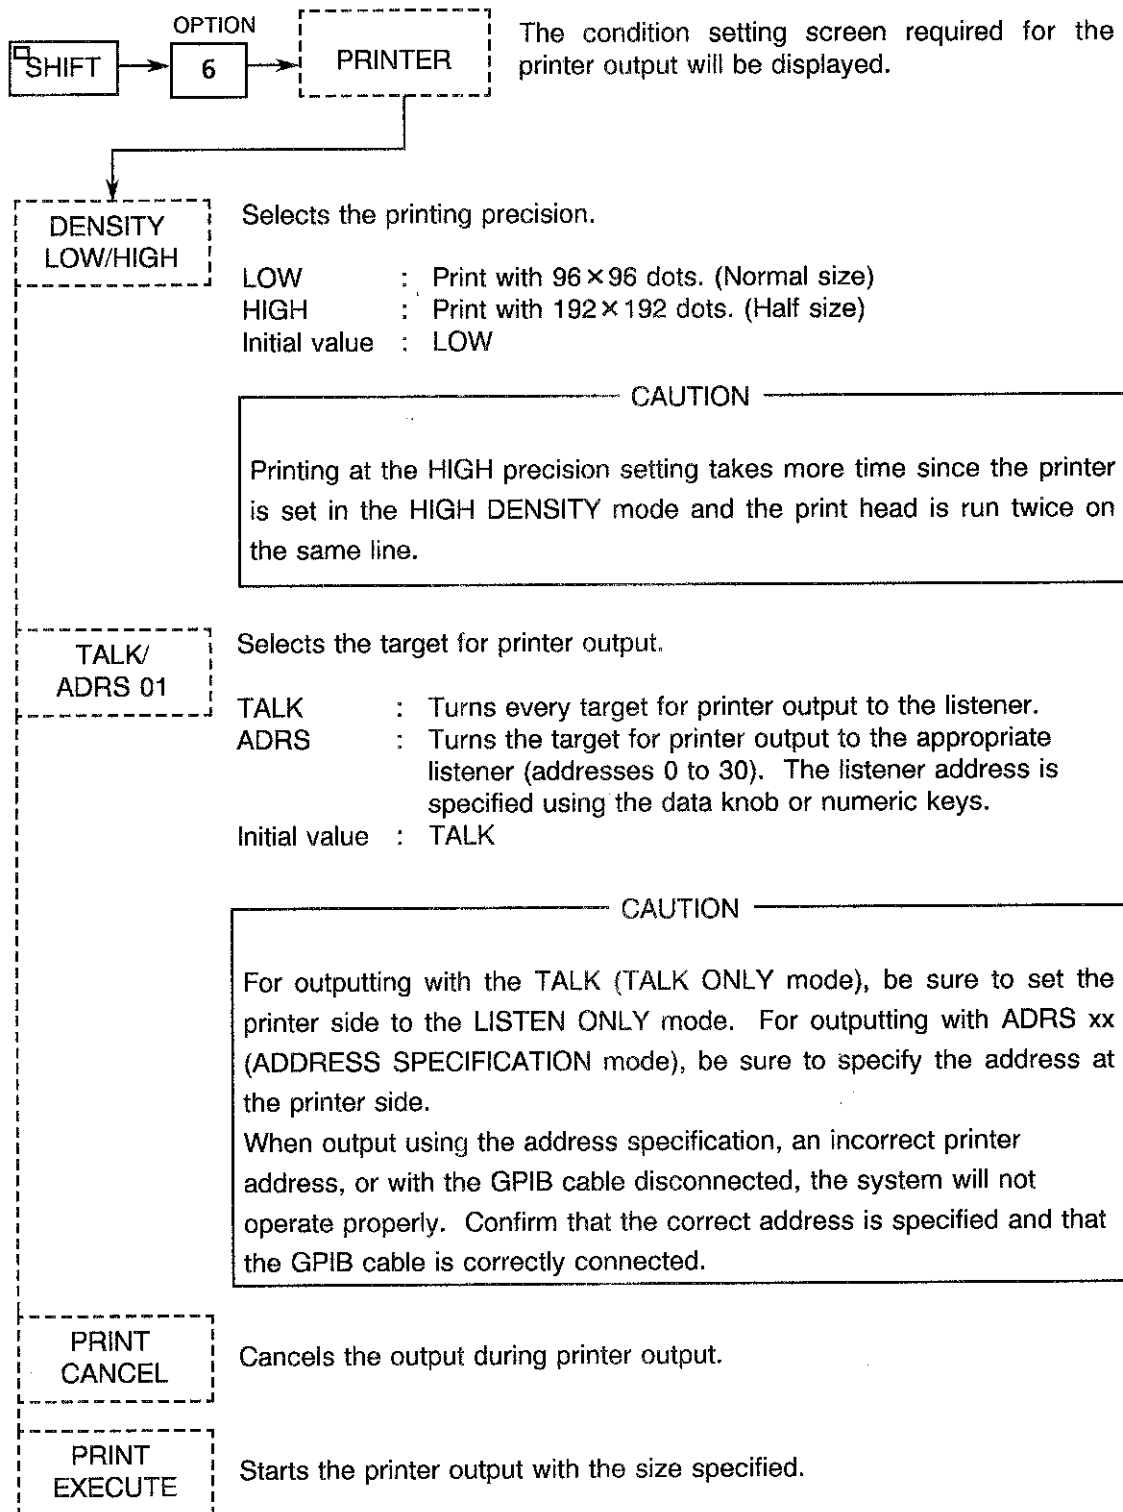 OPTION
SHIFT
6
PRINTER
The condition setting screen required for the
printer output will be displayed.
DENSITY
LOW/HIGH
Selects the printing precision.
LOW : Print with 96×96 dots. (Normal size)
HIGH : Print with 192×192 dots. (Half size)
Initial value : LOW
CAUTION
Printing at the HIGH precision setting takes more time since the printer
is set in the HIGH DENSITY mode and the print head is run twice on
the same line.
TALK/
ADRS 01
Selects the target for printer output.
TALK : Turns every target for printer output to the listener.
ADRS : Turns the target for printer output to the appropriate
listener (addresses 0 to 30). The listener address is
specified using the data knob or numeric keys.
Initial value : TALK
CAUTION
For outputting with the TALK (TALK ONLY mode), be sure to set the
printer side to the LISTEN ONLY mode. For outputting with ADRS xx
(ADDRESS SPECIFICATION mode), be sure to specify the address at
the printer side.
When output using the address specification, an incorrect printer
address, or with the GPIB cable disconnected, the system will not
operate properly. Confirm that the correct address is specified and that
the GPIB cable is correctly connected.
PRINT
CANCEL
Cancels the output during printer output.
PRINT
EXECUTE
Starts the printer output with the size specified.